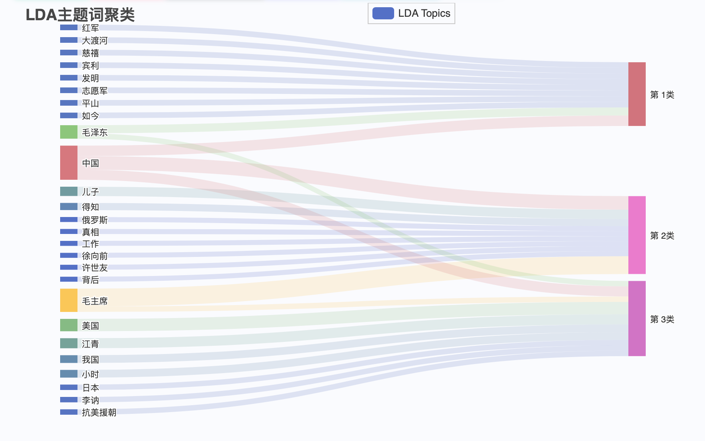 LDA主题词聚类
LDA Topics
红军
大渡河
慈禧
宾利
发明
志愿军
平山
如今
毛泽东
中国
儿子
得知
俄罗斯
真相
工作
徐向前
许世友
背后
毛主席
美国
江青
我国
小时
日本
李讷
抗美援朝
第 1类
第 2类
第 3类